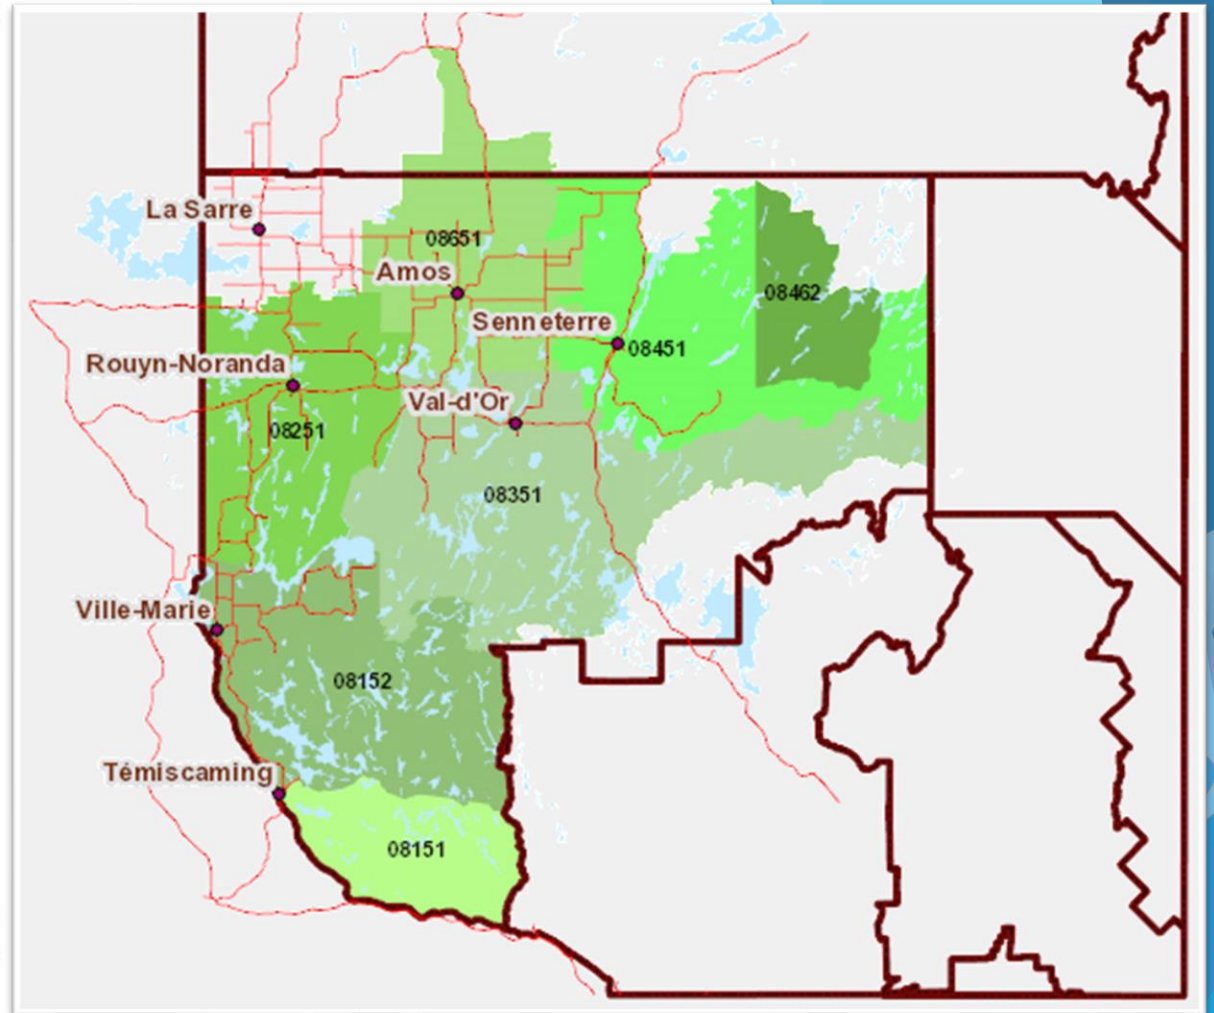 La Sarre
08651
Amos
08462
Senneterre
08451
Rouyn-Noranda
Val-d'Or
08251
08351
Ville-Marie
08152
Témiscaming
08151